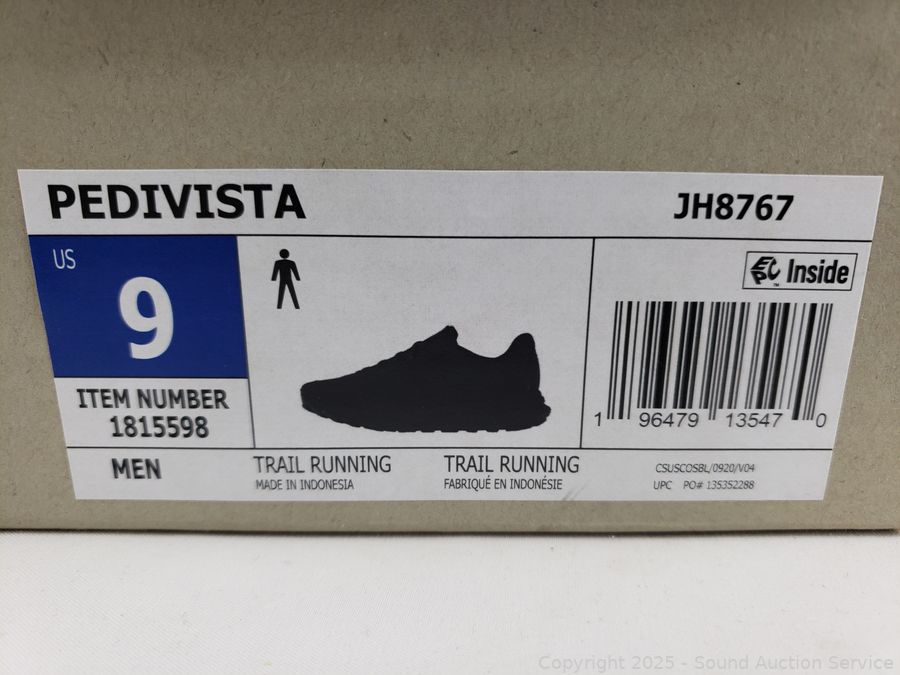 PEDIVISTA JH8767
US
9
EPC Inside
ITEM NUMBER
1815598
1 96479 13547 0
MEN
TRAIL RUNNING
MADE IN INDONESIA
TRAIL RUNNING
FABRIQUÉ EN INDONÉSIE
CSUSCOSBL/0920/V04
UPC PO# 135352288
Copyright 2025 - Sound Auction Service